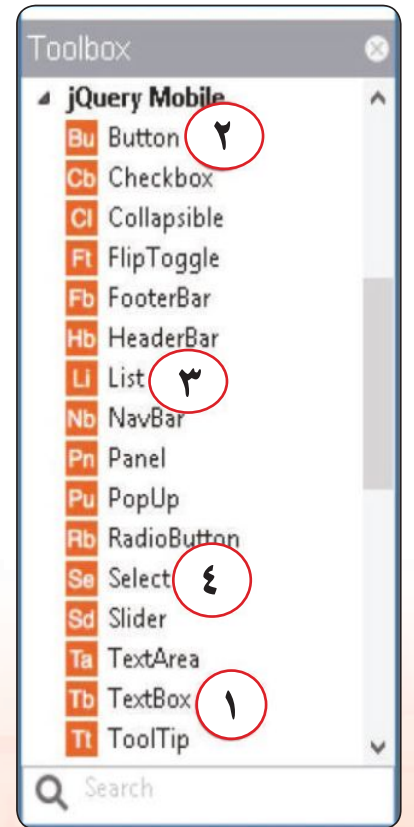 Toolbox
jQuery Mobile
Bu Button ٢
Cb Checkbox
Cl Collapsible
Ft FlipToggle
Fb FooterBar
Hb HeaderBar
Li List ٣
Nb NavBar
Pn Panel
Pu PopUp
Rb RadioButton
Se Select ٤
Sd Slider
Ta TextArea
Tb TextBox ١
Tt ToolTip
Search